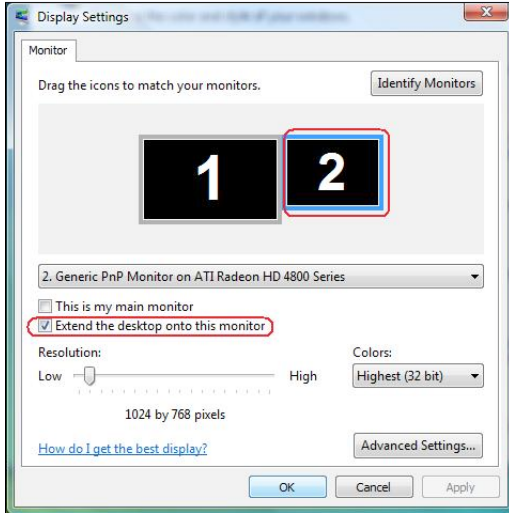 Display Settings
Monitor
Drag the icons to match your monitors.
Identify Monitors
1
2
2. Generic PnP Monitor on ATI Radeon HD 4800 Series
This is my main monitor
Extend the desktop onto this monitor
Resolution:
Colors:
Low
High
Highest (32 bit)
1024 by 768 pixels
How do I get the best display?
Advanced Settings...
OK
Cancel
Apply